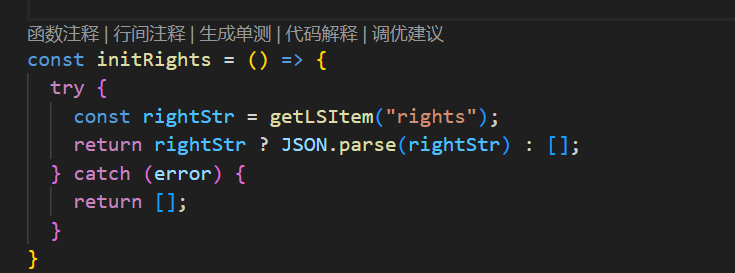 函数注释 | 行间注释 | 生成单测 | 代码解释 | 调优建议
const initRights = () => {
  try {
    const rightStr = getLSItem("rights");
    return rightStr ? JSON.parse(rightStr) : [];
  } catch (error) {
    return [];
  }
}